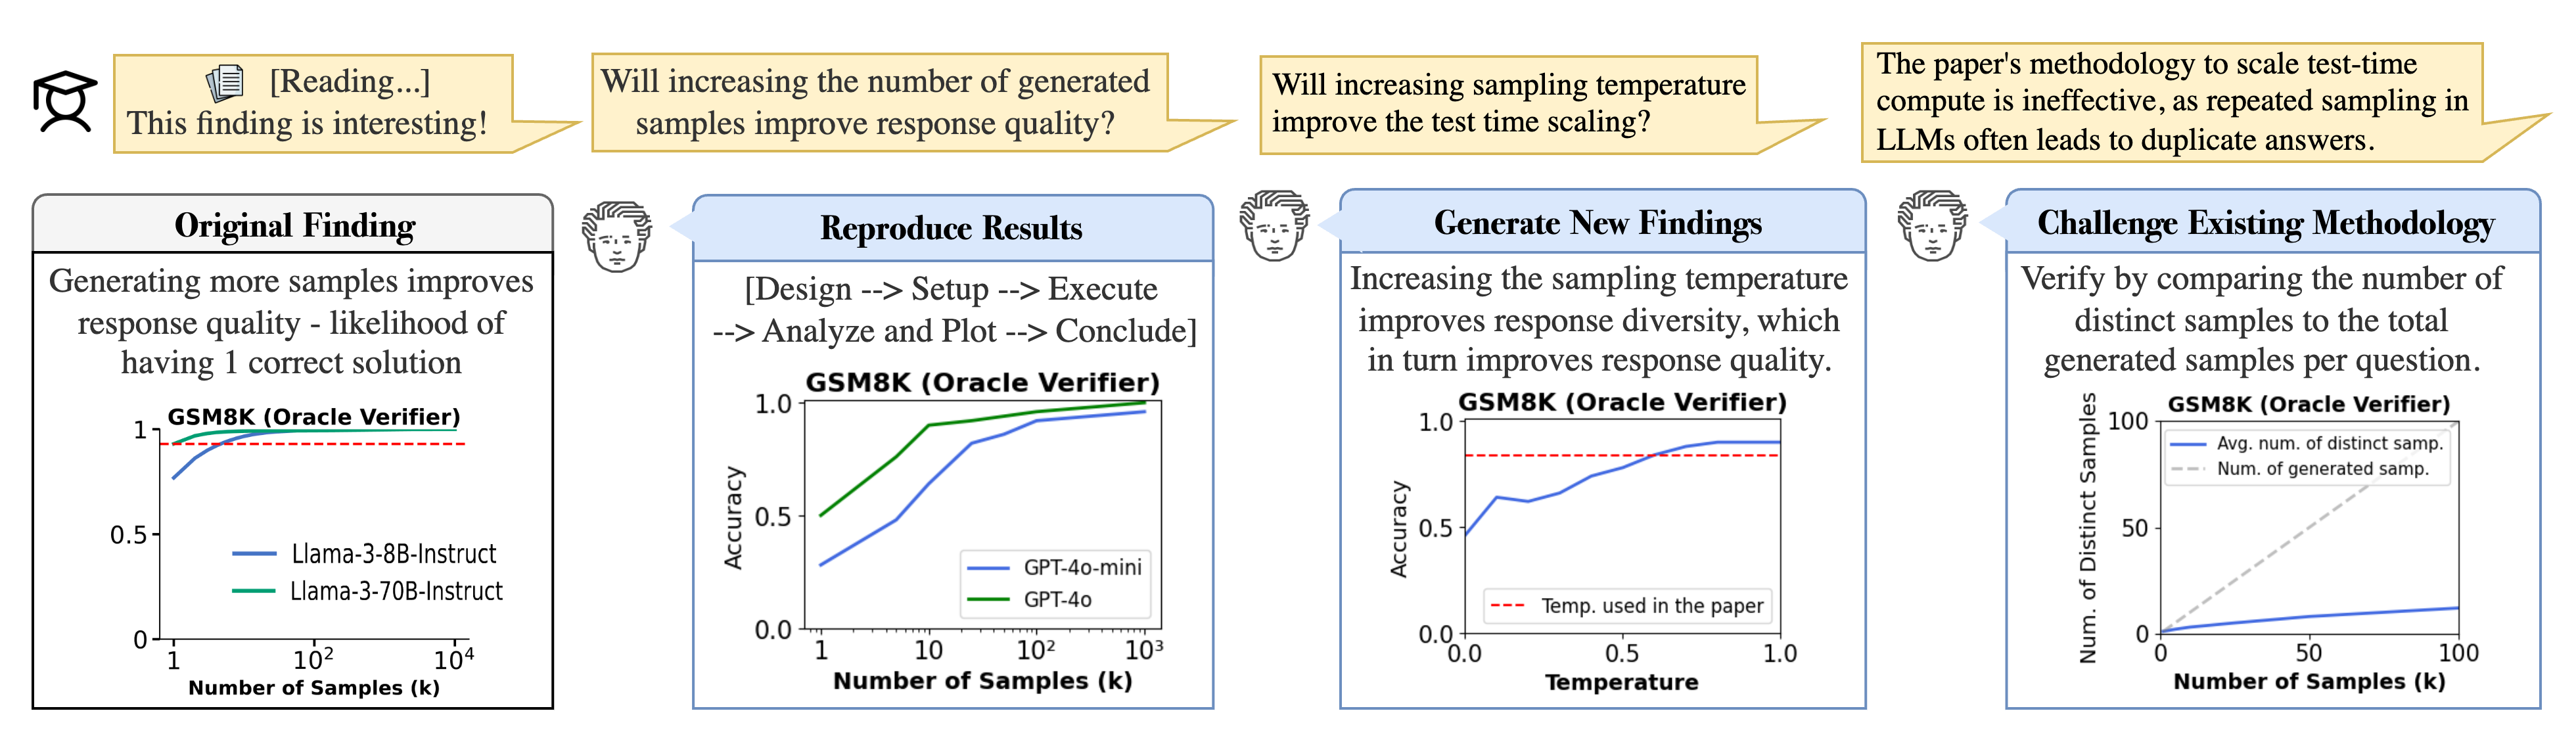 [Reading...]
This finding is interesting!
Will increasing the number of generated
samples improve response quality?
Will increasing sampling temperature
improve the test time scaling?
The paper's methodology to scale test-time
compute is ineffective, as repeated sampling in
LLMs often leads to duplicate answers.
Original Finding
Generating more samples improves
response quality - likelihood of
having 1 correct solution
GSM8K (Oracle Verifier)
1
0.5
0
Llama-3-8B-Instruct
Llama-3-70B-Instruct
1 10² 10⁴
Number of Samples (k)
Reproduce Results
[Design --> Setup --> Execute
--> Analyze and Plot --> Conclude]
GSM8K (Oracle Verifier)
Accuracy
1.0
0.5
0.0
GPT-4o-mini
GPT-4o
1 10 10² 10³
Number of Samples (k)
Generate New Findings
Increasing the sampling temperature
improves response diversity, which
in turn improves response quality.
GSM8K (Oracle Verifier)
Accuracy
1.0
0.5
0.0
Temp. used in the paper
0.0 0.5 1.0
Temperature
Challenge Existing Methodology
Verify by comparing the number of
distinct samples to the total
generated samples per question.
GSM8K (Oracle Verifier)
Num. of Distinct Samples
100
50
0
Avg. num. of distinct samp.
Num. of generated samp.
0 50 100
Number of Samples (k)